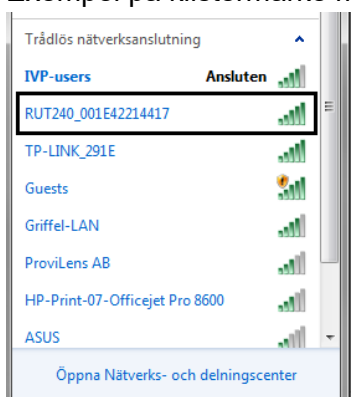 Trådlös nätverksanslutning
IVP-users Ansluten
RUT240_001E42214417
TP-LINK_291E
Guests
Griffel-LAN
ProviLens AB
HP-Print-07-Officejet Pro 8600
ASUS
Öppna Nätverks- och delningscenter